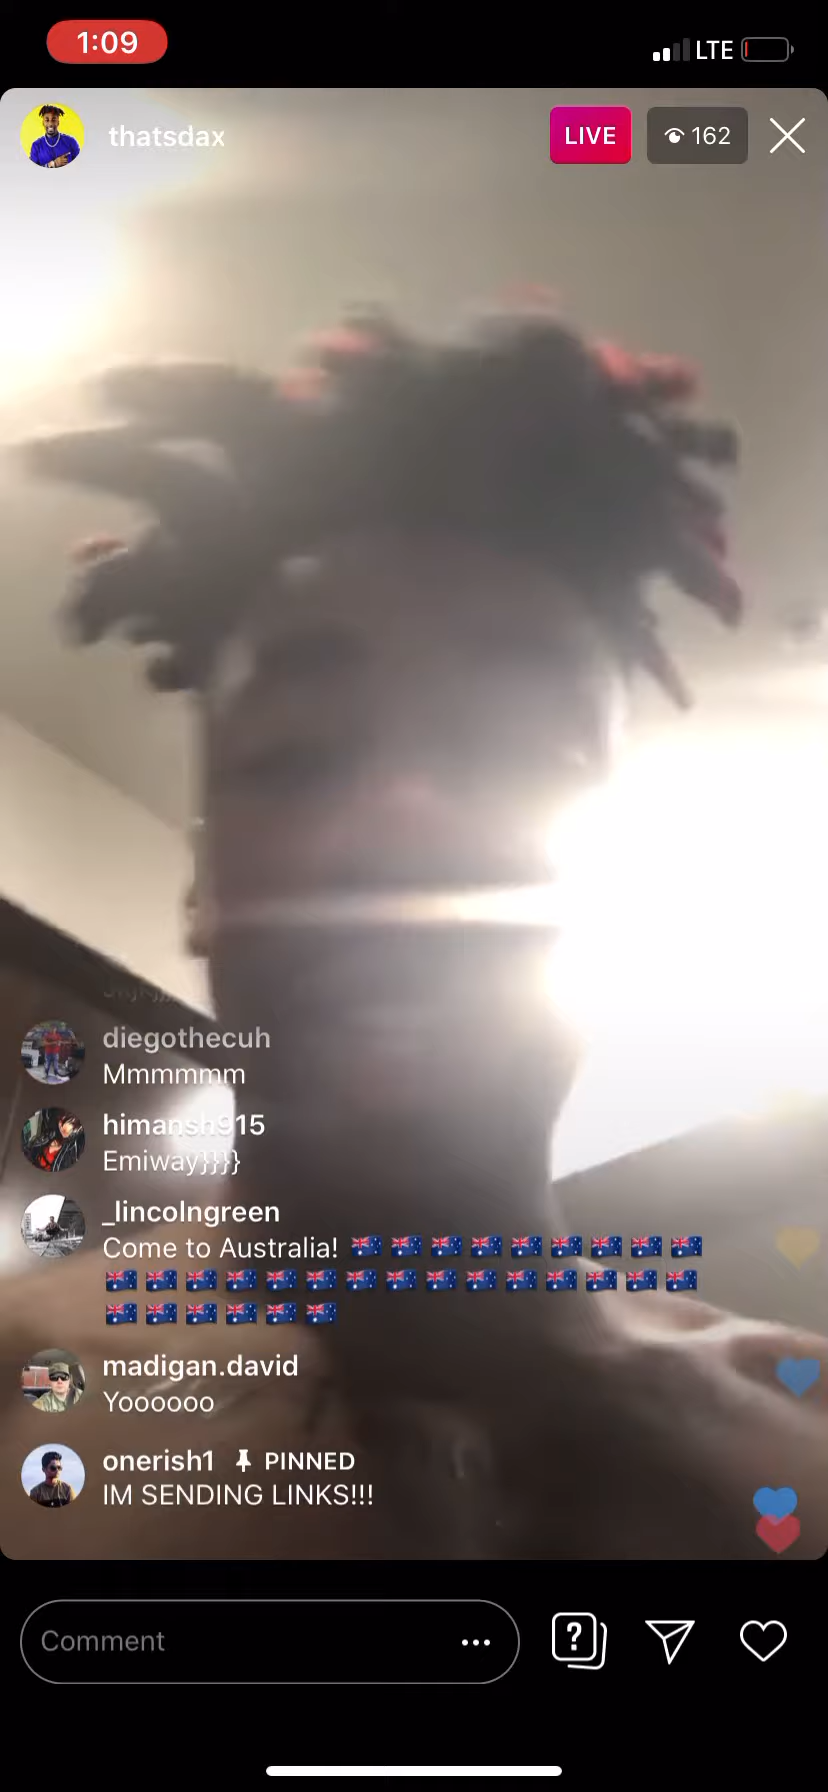 1:09
LTE
thatsdax
LIVE
162
diegothecuh
Mmmmmm
himansh915
Emiway}}}}
_lincolngreen
Come to Australia! 🇦🇺🇦🇺🇦🇺🇦🇺🇦🇺🇦🇺🇦🇺🇦🇺🇦🇺
🇦🇺🇦🇺🇦🇺🇦🇺🇦🇺🇦🇺🇦🇺🇦🇺🇦🇺🇦🇺🇦🇺🇦🇺🇦🇺🇦🇺🇦🇺
🇦🇺🇦🇺🇦🇺🇦🇺🇦🇺🇦🇺
madigan.david
Yoooooo
onerish1 PINNED
IM SENDING LINKS!!!
Comment